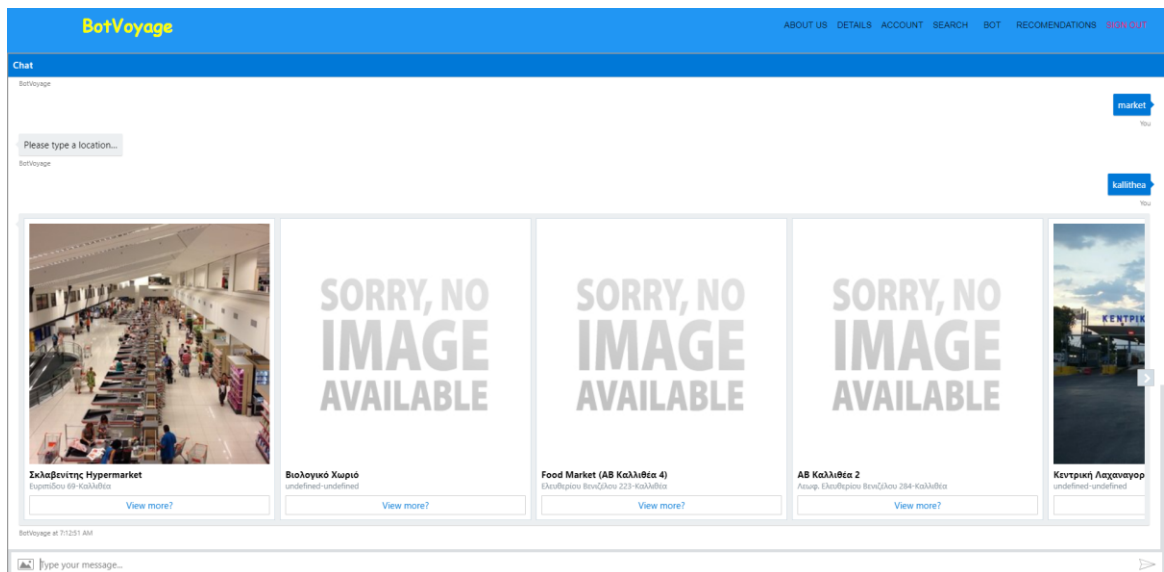 BotVoyage
ABOUT US DETAILS ACCOUNT SEARCH BOT RECOMENDATIONS SIGN OUT
Chat
BotVoyage
market
You
Please type a location...
BotVoyage
kallithea
You
SORRY, NO
IMAGE
AVAILABLE
SORRY, NO
IMAGE
AVAILABLE
SORRY, NO
IMAGE
AVAILABLE
ΚΕΝΤΡΙΚ
Σκλαβενίτης Hypermarket
Ευριπίδου 69-Καλλιθέα
View more?
Βιολογικό Χωριό
undefined-undefined
View more?
Food Market (ΑΒ Καλλιθέα 4)
Ελευθερίου Βενιζέλου 223-Καλλιθέα
View more?
ΑΒ Καλλιθέα 2
Λεωφ. Ελευθερίου Βενιζέλου 284-Καλλιθέα
View more?
Κεντρική Λαχαναγορ
undefined-undefined
BotVoyage at 7:12:51 AM
Type your message...